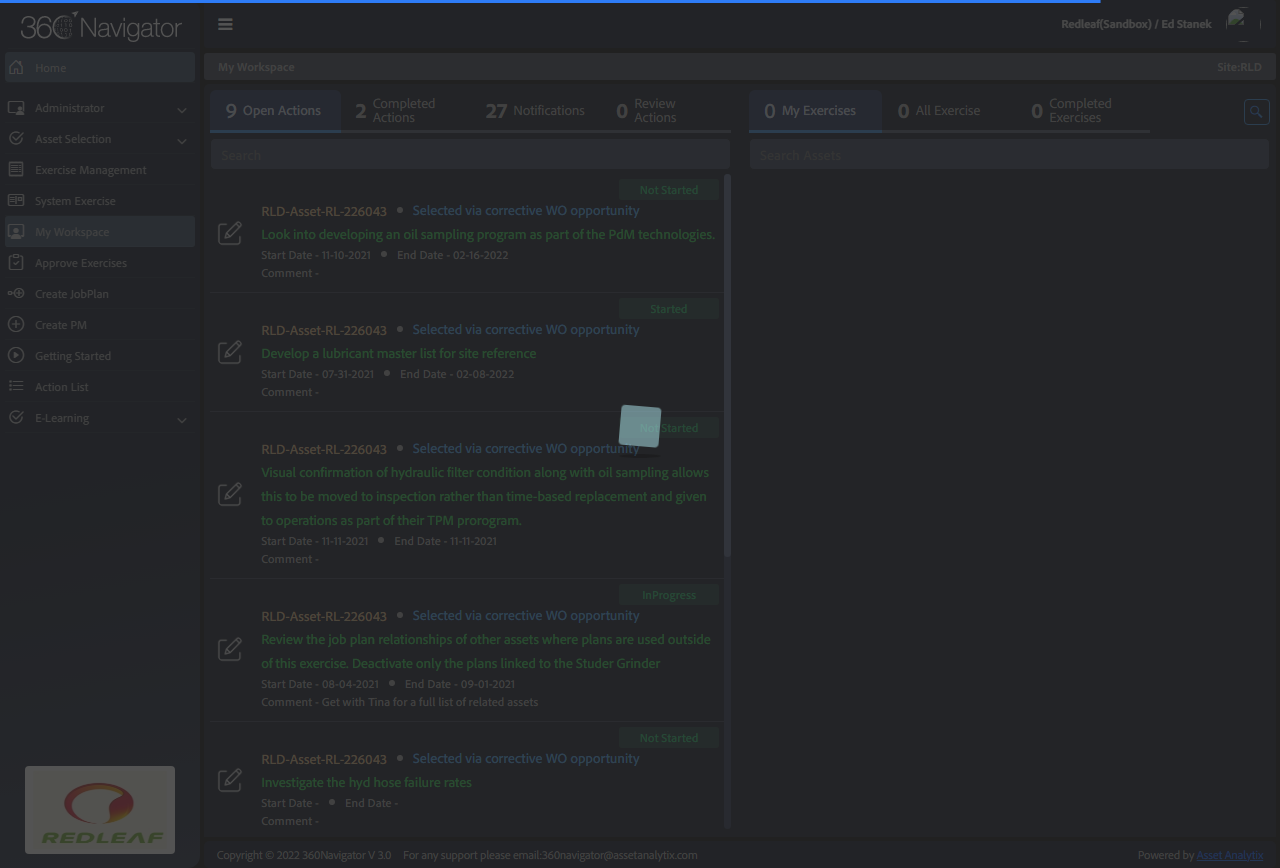 360 Navigator
Redleaf(Sandbox) / Ed Stanek
Home
Administrator
Asset Selection
Exercise Management
System Exercise
My Workspace
Approve Exercises
Create JobPlan
Create PM
Getting Started
Action List
E-Learning
REDLEAF
My Workspace
Site:RLD
9 Open Actions
2 Completed Actions
27 Notifications
0 Review Actions
Search
Not Started
RLD-Asset-RL-226043 • Selected via corrective WO opportunity
Look into developing an oil sampling program as part of the PdM technologies.
Start Date - 11-10-2021 • End Date - 02-16-2022
Comment -
Started
RLD-Asset-RL-226043 • Selected via corrective WO opportunity
Develop a lubricant master list for site reference
Start Date - 07-31-2021 • End Date - 02-08-2022
Comment -
Not Started
RLD-Asset-RL-226043 • Selected via corrective WO opportunity
Visual confirmation of hydraulic filter condition along with oil sampling allows
this to be moved to inspection rather than time-based replacement and given
to operations as part of their TPM prorogram.
Start Date - 11-11-2021 • End Date - 11-11-2021
Comment -
InProgress
RLD-Asset-RL-226043 • Selected via corrective WO opportunity
Review the job plan relationships of other assets where plans are used outside
of this exercise. Deactivate only the plans linked to the Studer Grinder
Start Date - 08-04-2021 • End Date - 09-01-2021
Comment - Get with Tina for a full list of related assets
Not Started
RLD-Asset-RL-226043 • Selected via corrective WO opportunity
Investigate the hyd hose failure rates
Start Date - • End Date -
Comment -
0 My Exercises
0 All Exercise
0 Completed Exercises
Search Assets
Copyright © 2022 360Navigator V 3.0 For any support please email:360navigator@assetanalytix.com
Powered by Asset Analytix